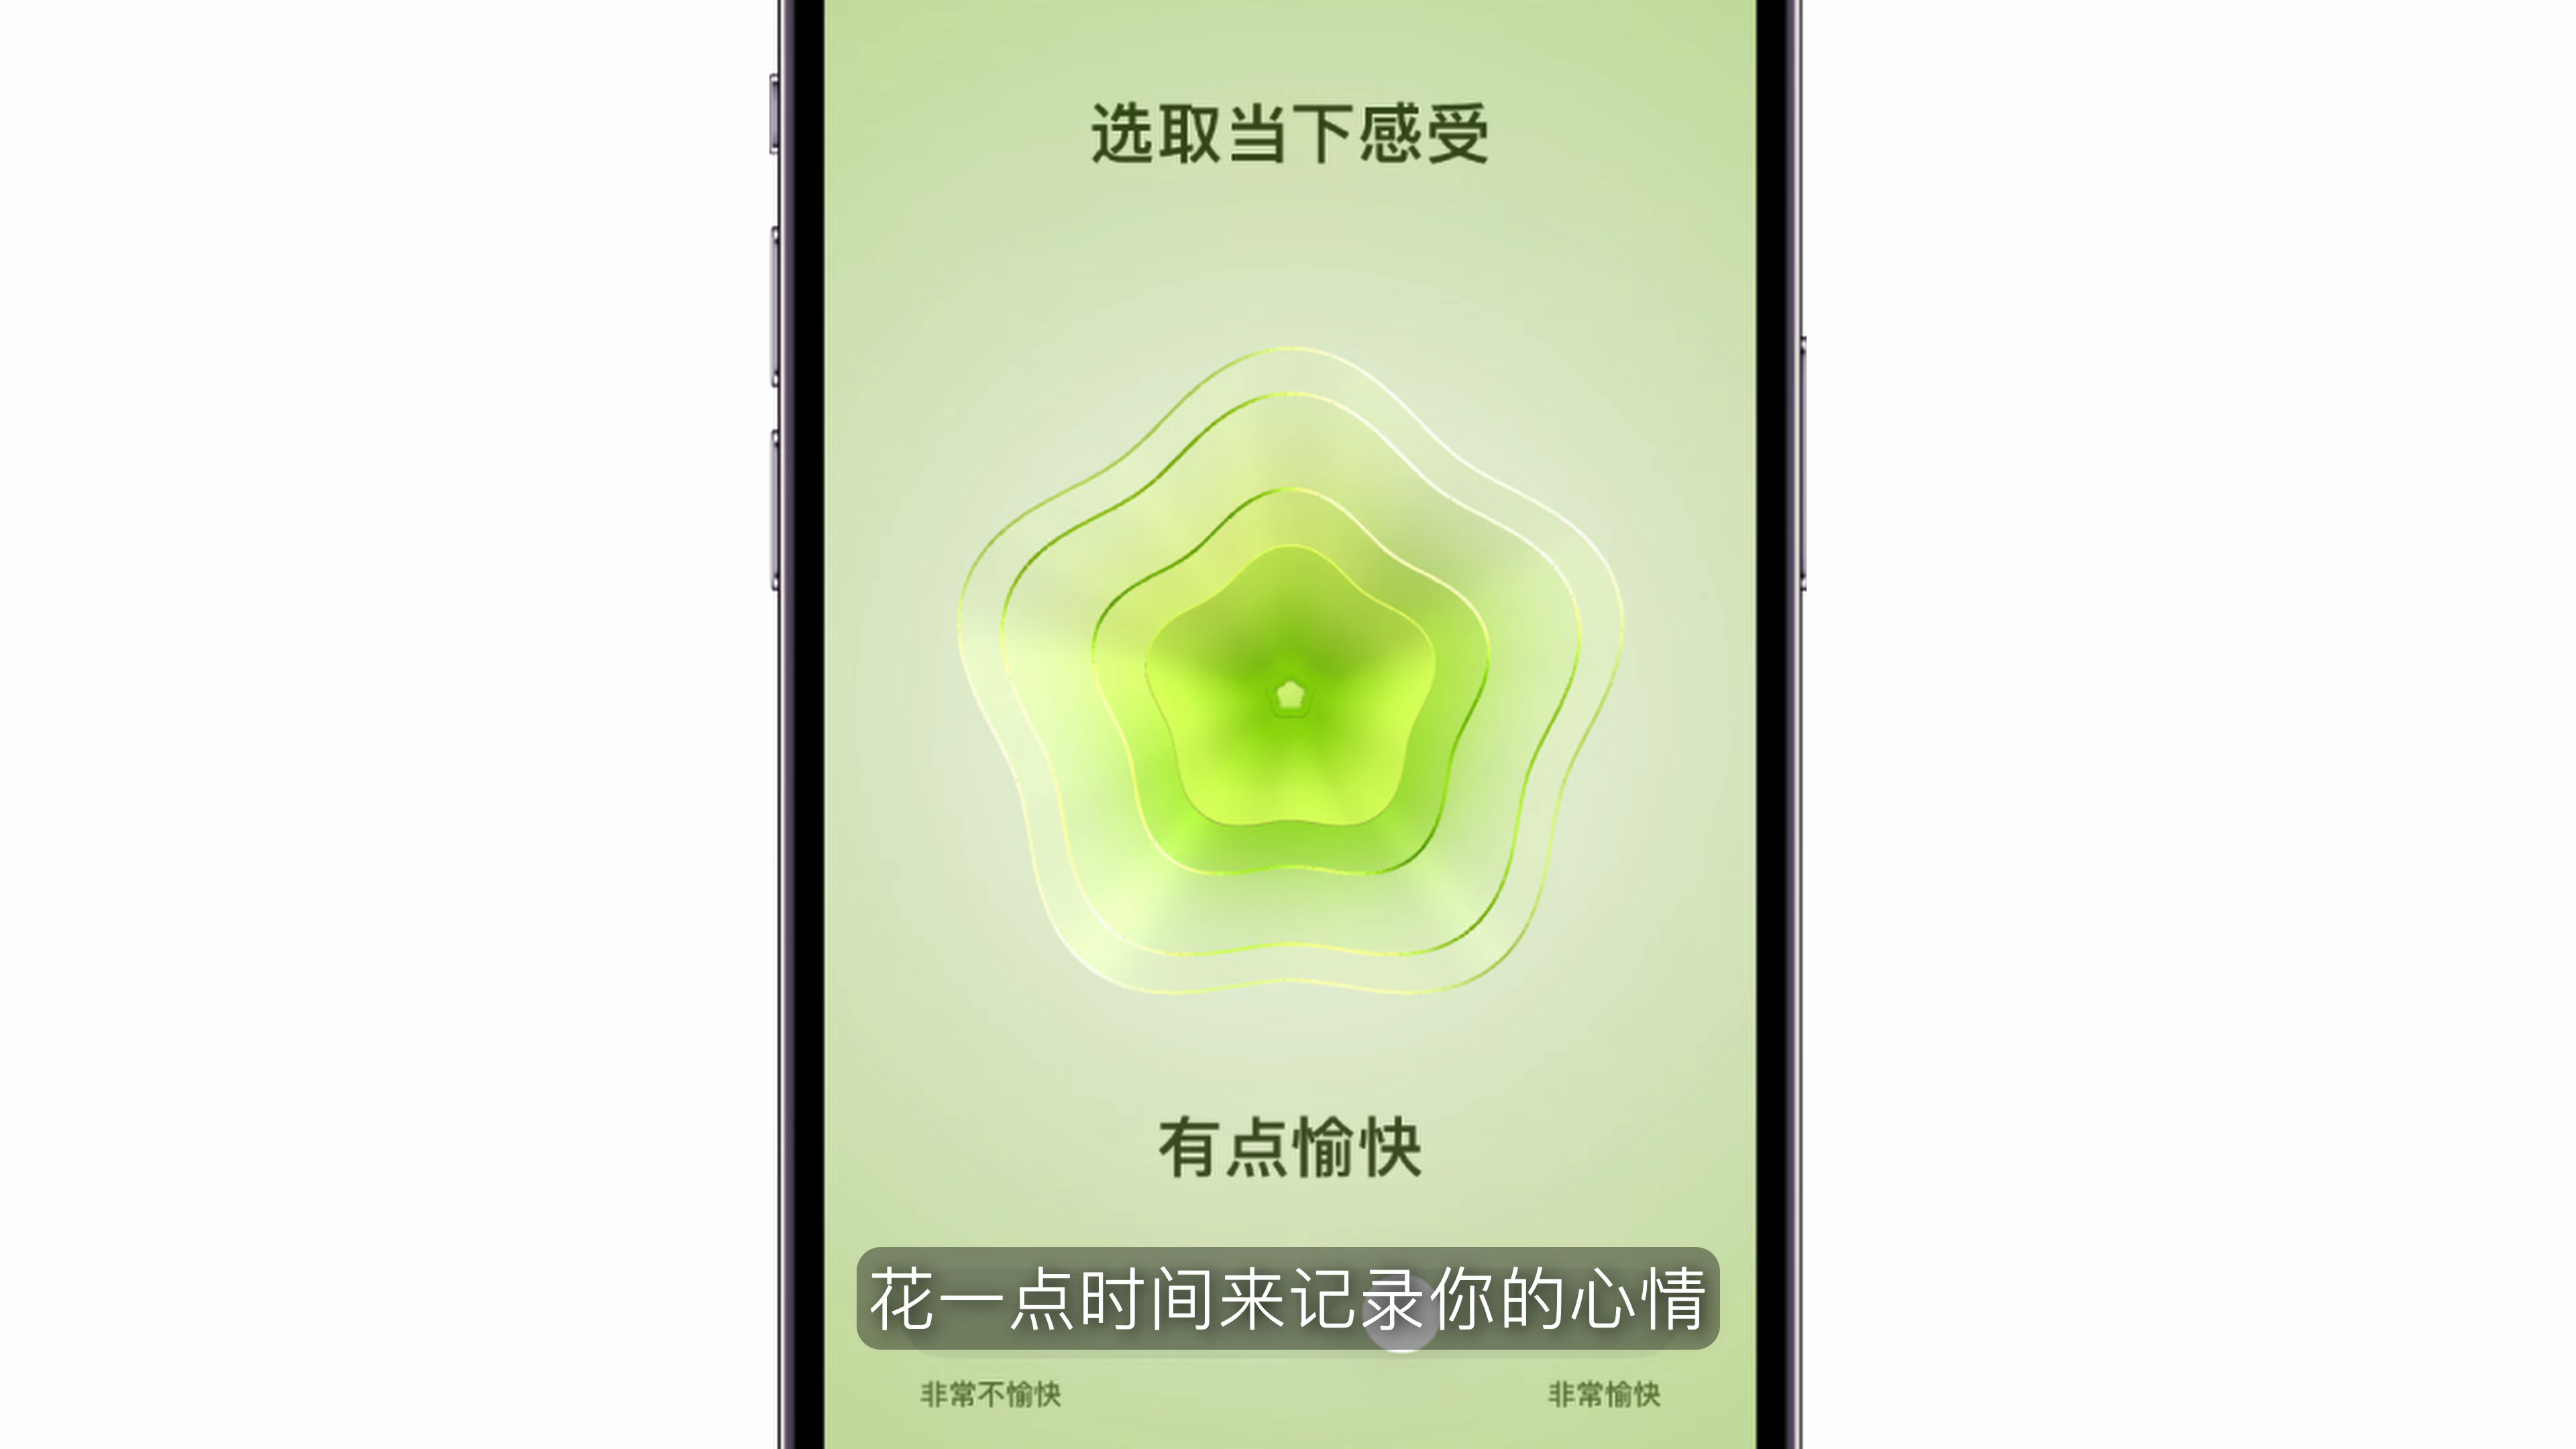 选取当下感受
有点愉快
花一点时间来记录你的心情
非常不愉快
非常愉快